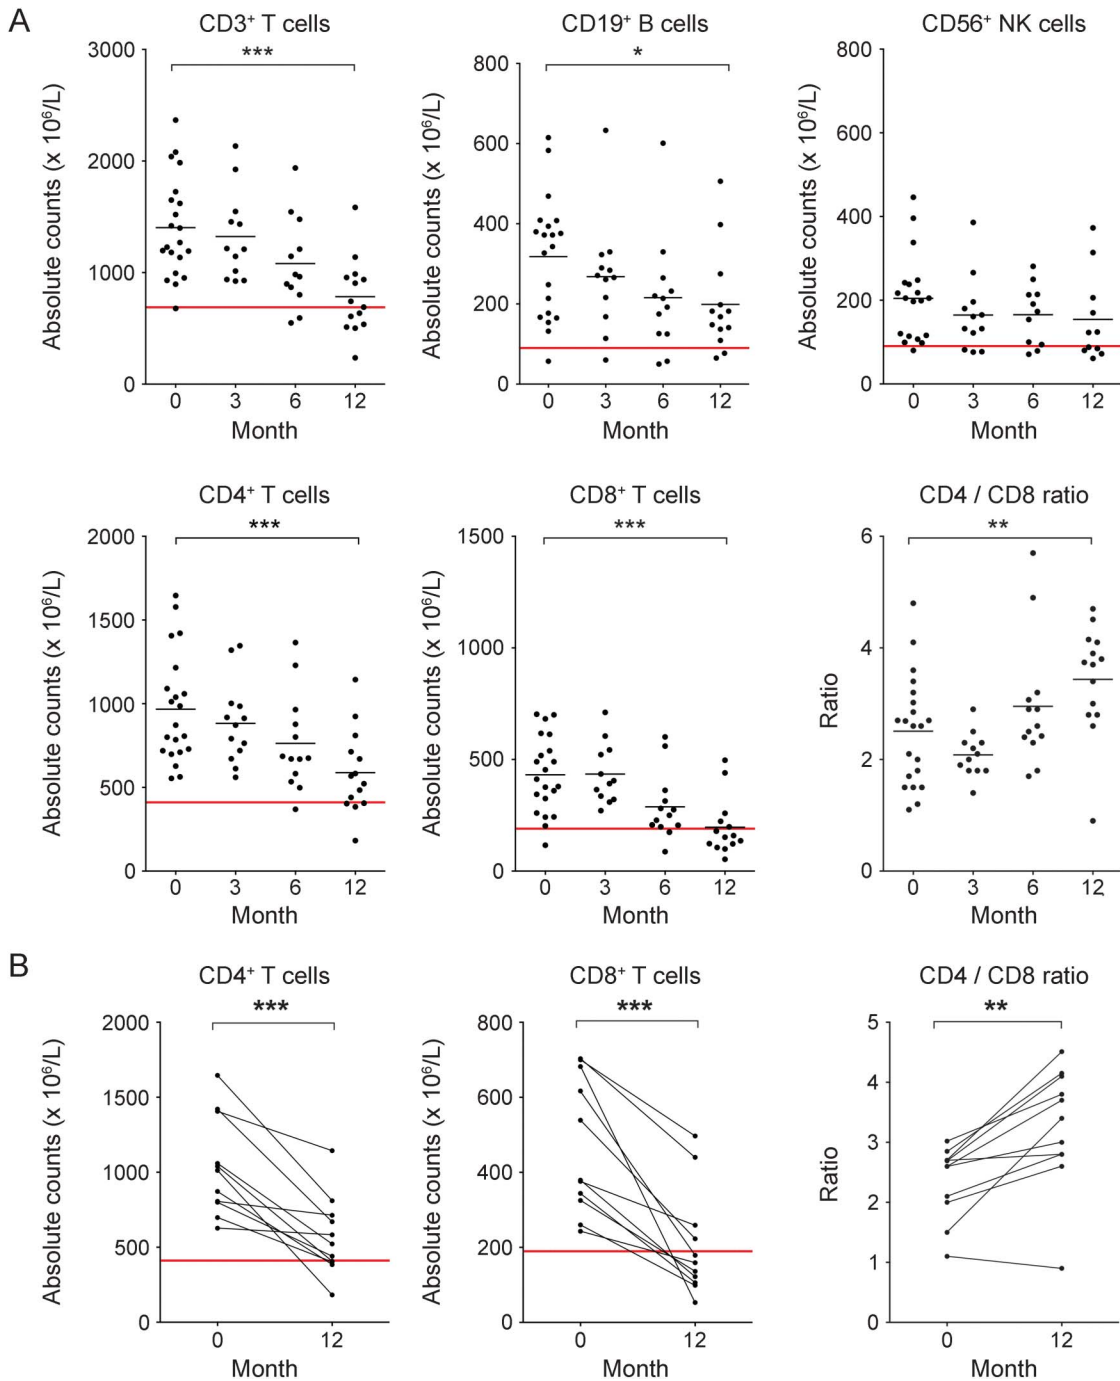 A
CD3⁺ T cells
CD19⁺ B cells
CD56⁺ NK cells
Absolute counts (x 10⁶/L)
3000
2000
1000
0
***
0 3 6 12
Month
Absolute counts (x 10⁶/L)
800
600
400
200
0
*
0 3 6 12
Month
Absolute counts (x 10⁶/L)
800
600
400
200
0
0 3 6 12
Month
CD4⁺ T cells
CD8⁺ T cells
CD4 / CD8 ratio
Absolute counts (x 10⁶/L)
2000
1500
1000
500
0
***
0 3 6 12
Month
Absolute counts (x 10⁶/L)
1500
1000
500
0
***
0 3 6 12
Month
Ratio
6
4
2
0
**
0 3 6 12
Month
B
CD4⁺ T cells
CD8⁺ T cells
CD4 / CD8 ratio
Absolute counts (x 10⁶/L)
2000
1500
1000
500
0
***
0 12
Month
Absolute counts (x 10⁶/L)
800
600
400
200
0
***
0 12
Month
Ratio
5
4
3
2
1
0
**
0 12
Month